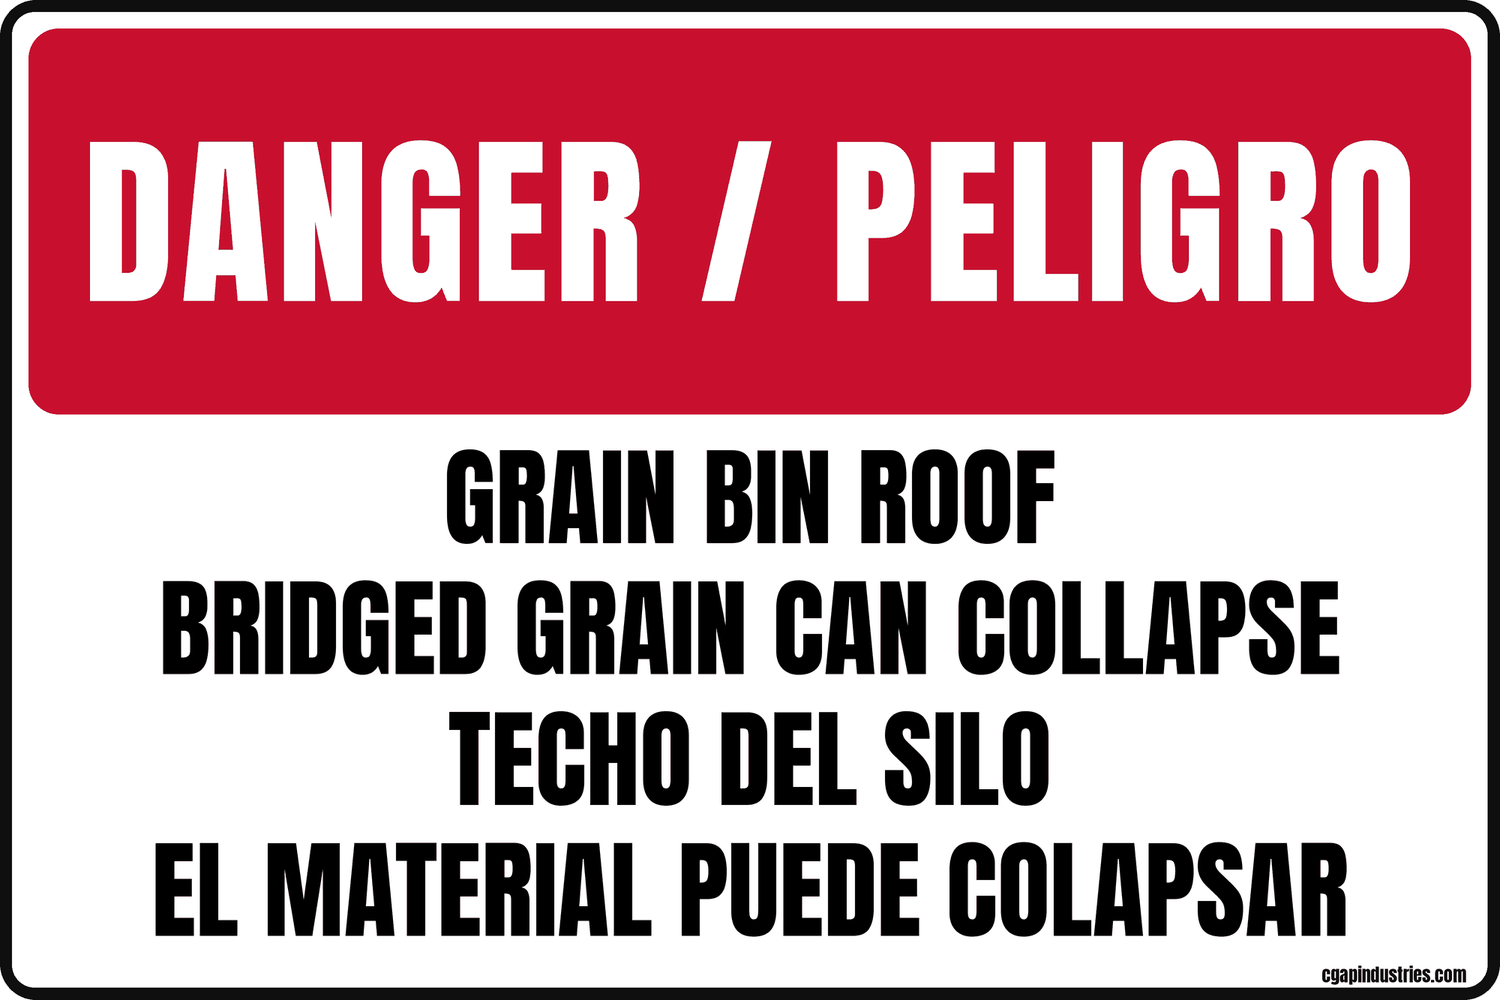 DANGER / PELIGRO
GRAIN BIN ROOF
BRIDGED GRAIN CAN COLLAPSE
TECHO DEL SILO
EL MATERIAL PUEDE COLAPSAR
cgapindustries.com